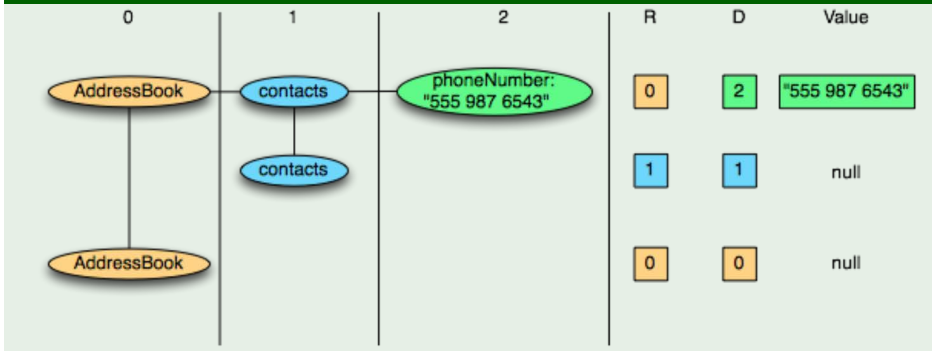 0 1 2 R D Value
AddressBook contacts phoneNumber: "555 987 6543" 0 2 "555 987 6543"
contacts 1 1 null
AddressBook 0 0 null